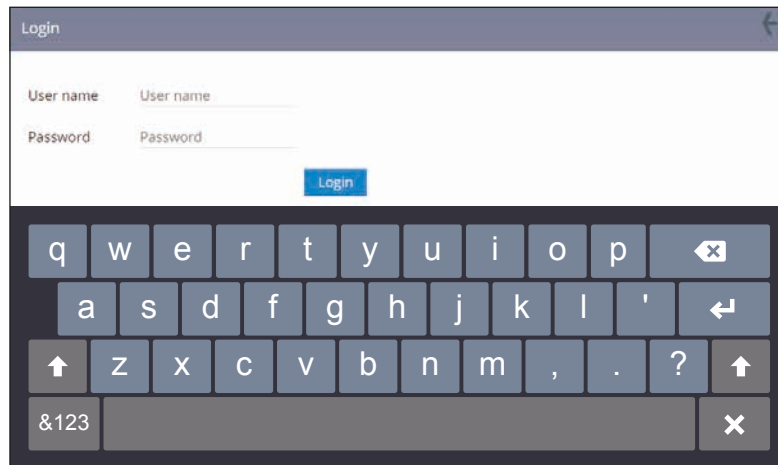 Login
User name User name
Password Password
Login
q w e r t y u i o p
a s d f g h j k l '
z x c v b n m , . ?
&123